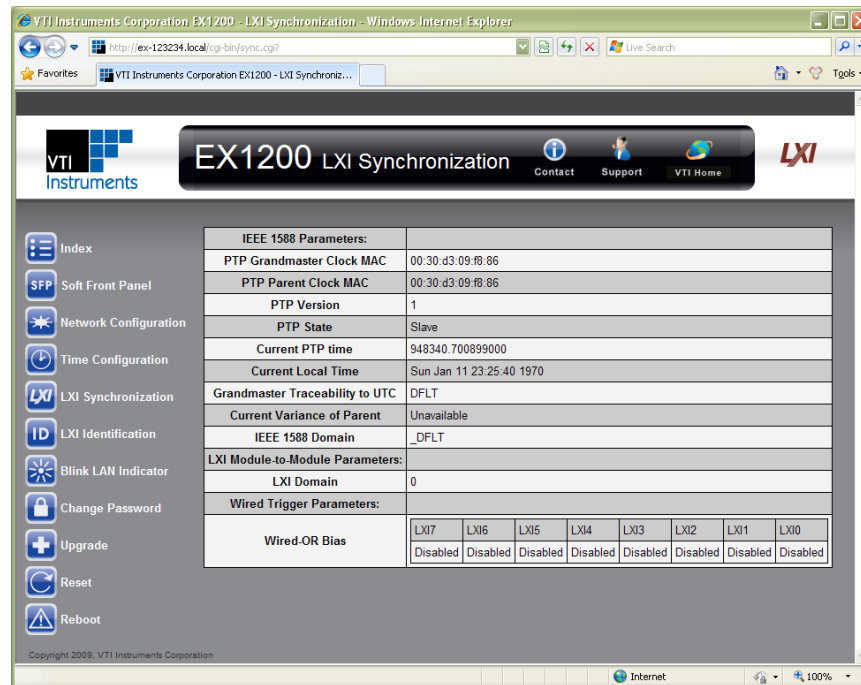 VTI Instruments Corporation EX1200 - LXI Synchronization - Windows Internet Explorer
http://ex-123234.local/cgi-bin/sync.cgi?
Live Search
Favorites
VTI Instruments Corporation EX1200 - LXI Synchroniz...
Tools
VTI
Instruments
EX1200 LXI Synchronization
Contact
Support
VTI Home
LXI
Index
SFP Soft Front Panel
Network Configuration
Time Configuration
LXI LXI Synchronization
ID LXI Identification
Blink LAN Indicator
Change Password
Upgrade
Reset
Reboot
IEEE 1588 Parameters:
PTP Grandmaster Clock MAC 00:30:d3:09:f8:86
PTP Parent Clock MAC 00:30:d3:09:f8:86
PTP Version 1
PTP State Slave
Current PTP time 948340.700899000
Current Local Time Sun Jan 11 23:25:40 1970
Grandmaster Traceability to UTC DFLT
Current Variance of Parent Unavailable
IEEE 1588 Domain _DFLT
LXI Module-to-Module Parameters:
LXI Domain 0
Wired Trigger Parameters:
Wired-OR Bias
LXI7 LXI6 LXI5 LXI4 LXI3 LXI2 LXI1 LXI0
Disabled Disabled Disabled Disabled Disabled Disabled Disabled Disabled
Copyright 2009, VTI Instruments Corporation
Internet
100%